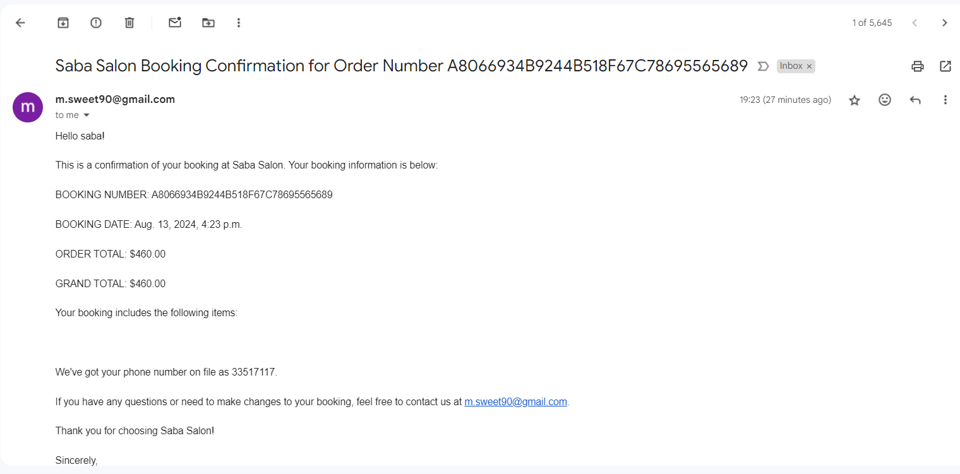 1 of 5,645
Saba Salon Booking Confirmation for Order Number A8066934B9244B518F67C78695565689 Inbox ×
m
m.sweet90@gmail.com 19:23 (27 minutes ago)
to me
Hello saba!
This is a confirmation of your booking at Saba Salon. Your booking information is below:
BOOKING NUMBER: A8066934B9244B518F67C78695565689
BOOKING DATE: Aug. 13, 2024, 4:23 p.m.
ORDER TOTAL: $460.00
GRAND TOTAL: $460.00
Your booking includes the following items:
We've got your phone number on file as 33517117.
If you have any questions or need to make changes to your booking, feel free to contact us at m.sweet90@gmail.com.
Thank you for choosing Saba Salon!
Sincerely,